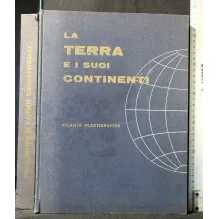 LA
TERRA
E I SUOI
CONTINENTI
ATLANTE PLASTIGRAFICO